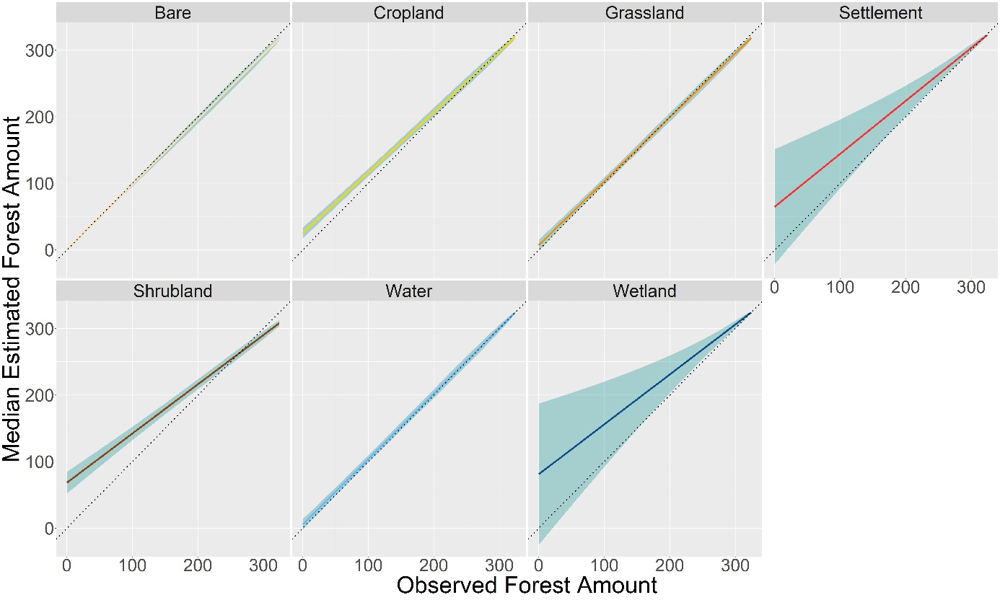 Bare
Cropland
Grassland
Settlement
Median Estimated Forest Amount
300
200
100
0
0 100 200 300
Shrubland
Water
Wetland
300
200
100
0
0 100 200 300
0 100 200 300
0 100 200 300
Observed Forest Amount